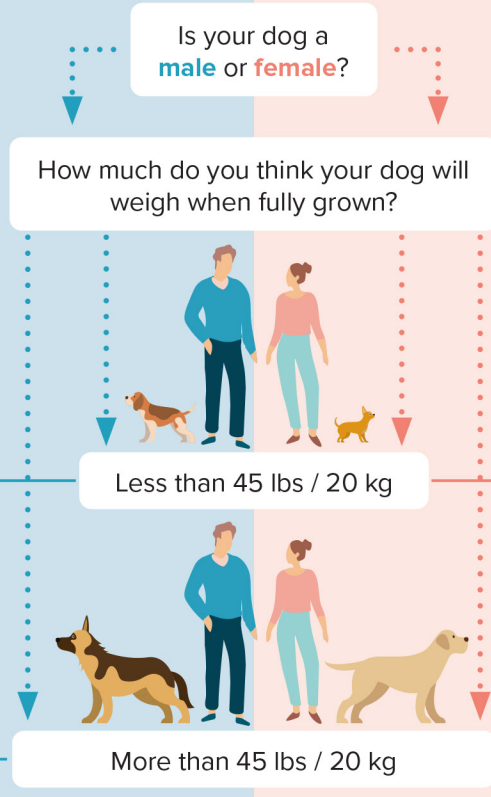 Is your dog a
male or female?
How much do you think your dog will
weigh when fully grown?
Less than 45 lbs / 20 kg
More than 45 lbs / 20 kg